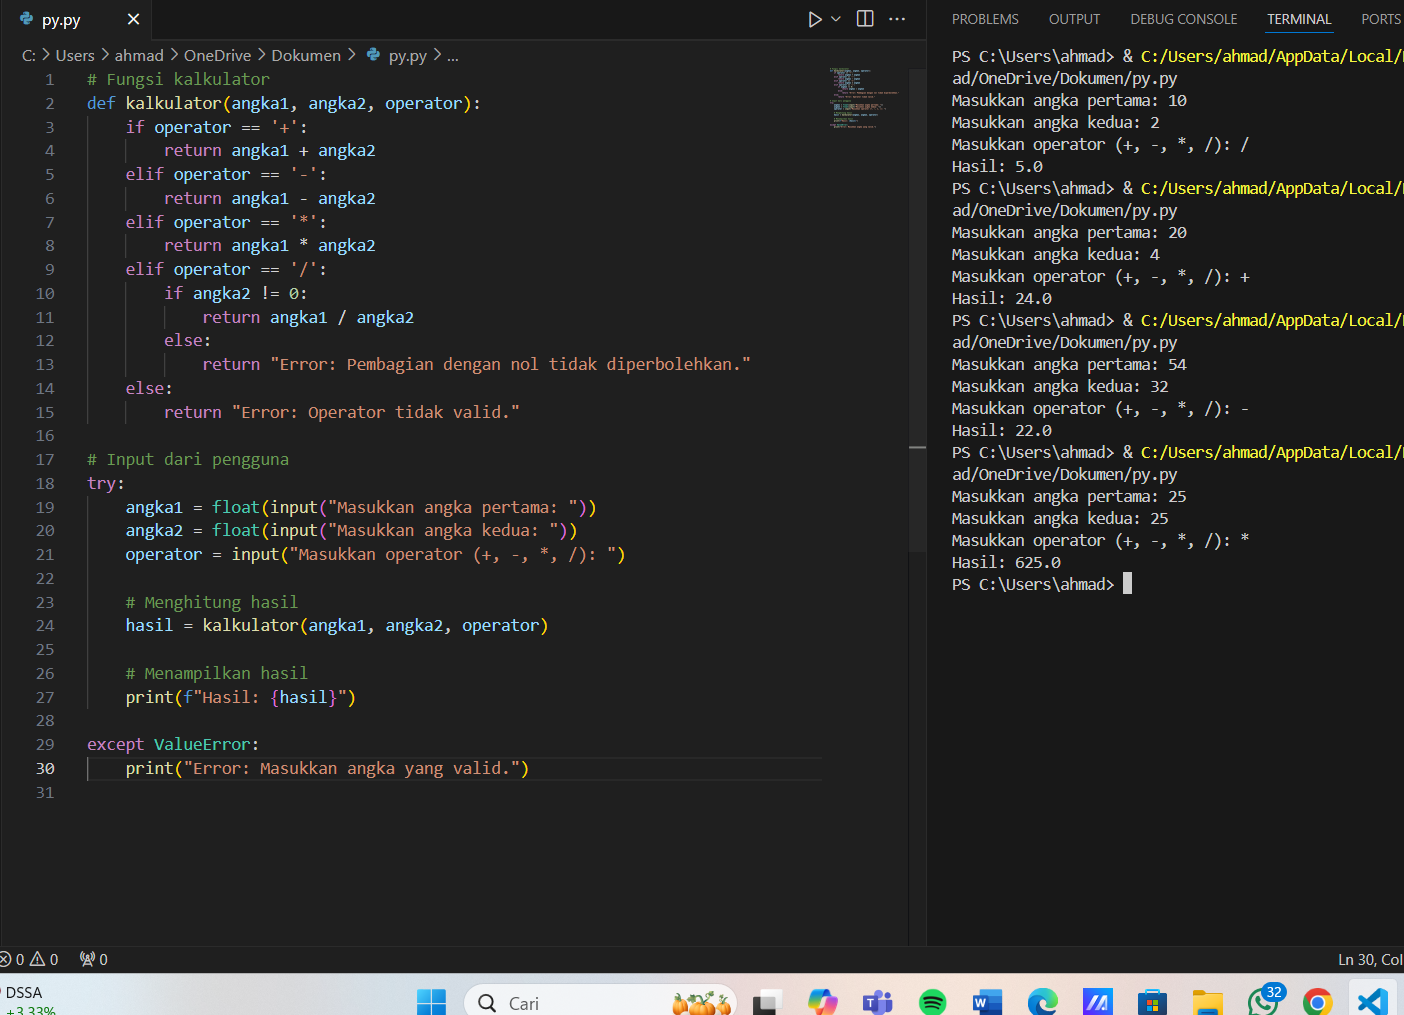 py.py
C: > Users > ahmad > OneDrive > Dokumen > py.py > ...
1 # Fungsi kalkulator
2 def kalkulator(angka1, angka2, operator):
3     if operator == '+':
4         return angka1 + angka2
5     elif operator == '-':
6         return angka1 - angka2
7     elif operator == '*':
8         return angka1 * angka2
9     elif operator == '/':
10         if angka2 != 0:
11             return angka1 / angka2
12         else:
13             return "Error: Pembagian dengan nol tidak diperbolehkan."
14     else:
15         return "Error: Operator tidak valid."
16
17 # Input dari pengguna
18 try:
19     angka1 = float(input("Masukkan angka pertama: "))
20     angka2 = float(input("Masukkan angka kedua: "))
21     operator = input("Masukkan operator (+, -, *, /): ")
22
23     # Menghitung hasil
24     hasil = kalkulator(angka1, angka2, operator)
25
26     # Menampilkan hasil
27     print(f"Hasil: {hasil}")
28
29 except ValueError:
30     print("Error: Masukkan angka yang valid.")
31
PROBLEMS OUTPUT DEBUG CONSOLE TERMINAL PORTS
PS C:\Users\ahmad> & C:/Users/ahmad/AppData/Local/
ad/OneDrive/Dokumen/py.py
Masukkan angka pertama: 10
Masukkan angka kedua: 2
Masukkan operator (+, -, *, /): /
Hasil: 5.0
PS C:\Users\ahmad> & C:/Users/ahmad/AppData/Local/
ad/OneDrive/Dokumen/py.py
Masukkan angka pertama: 20
Masukkan angka kedua: 4
Masukkan operator (+, -, *, /): +
Hasil: 24.0
PS C:\Users\ahmad> & C:/Users/ahmad/AppData/Local/
ad/OneDrive/Dokumen/py.py
Masukkan angka pertama: 54
Masukkan angka kedua: 32
Masukkan operator (+, -, *, /): -
Hasil: 22.0
PS C:\Users\ahmad> & C:/Users/ahmad/AppData/Local/
ad/OneDrive/Dokumen/py.py
Masukkan angka pertama: 25
Masukkan angka kedua: 25
Masukkan operator (+, -, *, /): *
Hasil: 625.0
PS C:\Users\ahmad>
0 0 0
Ln 30, Col
DSSA
+3.33%
Cari
32